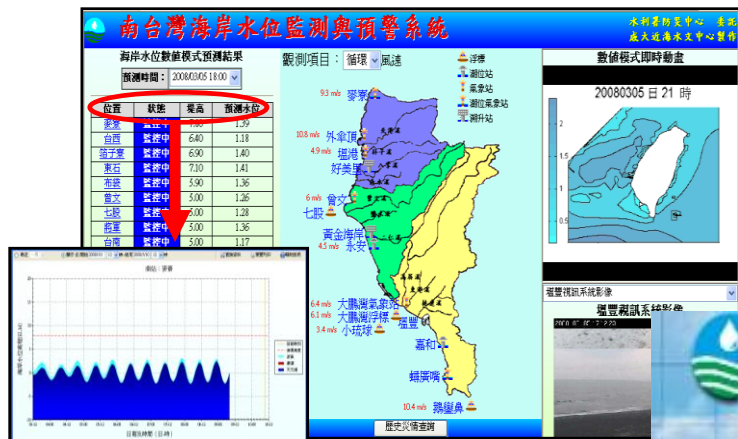 南台灣海岸水位監測與預警系統
水利署防災中心 委託
成大近海水文中心製作
海岸水位數值模式預測結果
預測時間： 2008/03/05 18:00
位置 狀態 堤高 預測水位
麥寮 監控中 1.39
台西 監控中 6.40 1.18
箔子寮 監控中 6.90 1.40
東石 監控中 7.10 1.41
布袋 監控中 5.90 1.36
曾文 監控中 5.00 1.26
七股 監控中 5.00 1.28
將軍 監控中 5.00 1.36
台南 監控中 5.00 1.17
觀測項目： 循環 風速
浮標
潮位站
氣象站
潮位氣象站
潮升站
9.3 m/s 麥寮
10.8 m/s 外傘頂
4.9 m/s 塭港
好美里
6 m/s 曾文
七股
黃金海岸
4.5 m/s 永安
6.4 m/s 大鵬灣氣象站
6.1 m/s 大鵬灣浮標
塭豐
3.4 m/s 小琉球
嘉和
蟳廣嘴
10.4 m/s 鵝鑾鼻
歷史災情查詢
數值模式即時動畫
20080305 日 21 時
2
1.5
1
0.5
塭豐視訊系統影像
塭豐視訊系統影像
測站：麥寮